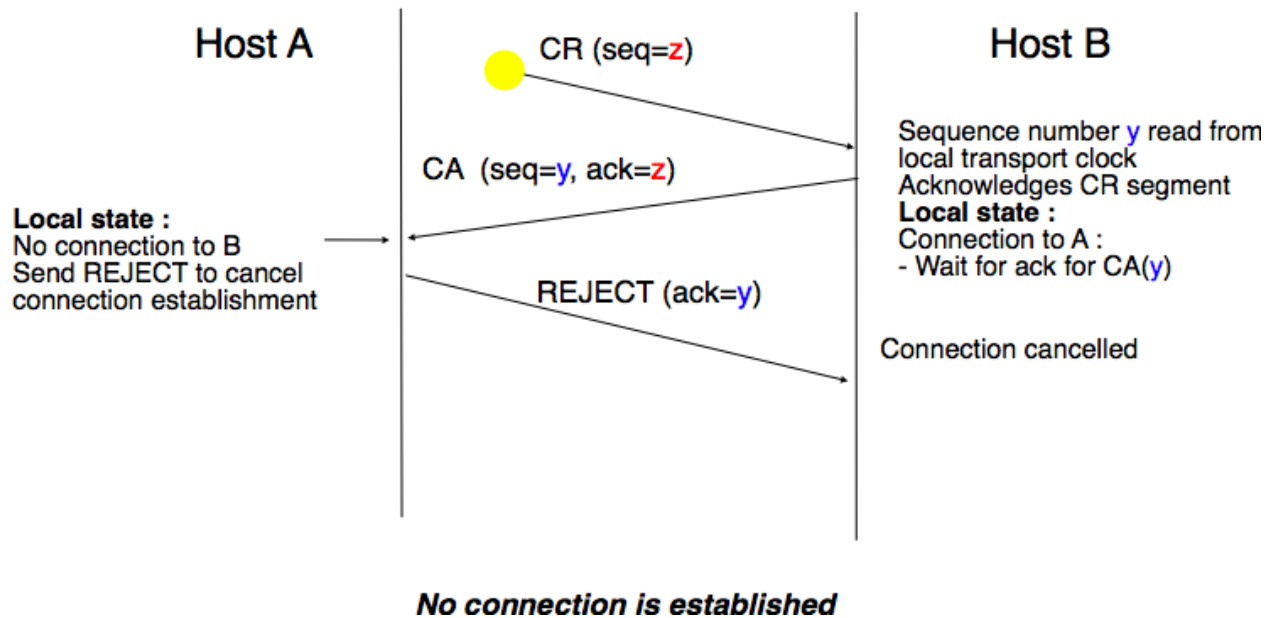 Host A
Host B
CR (seq=z)
Sequence number y read from
local transport clock
Acknowledges CR segment
Local state :
Connection to A :
- Wait for ack for CA(y)
CA (seq=y, ack=z)
Local state :
No connection to B
Send REJECT to cancel
connection establishment
REJECT (ack=y)
Connection cancelled
No connection is established